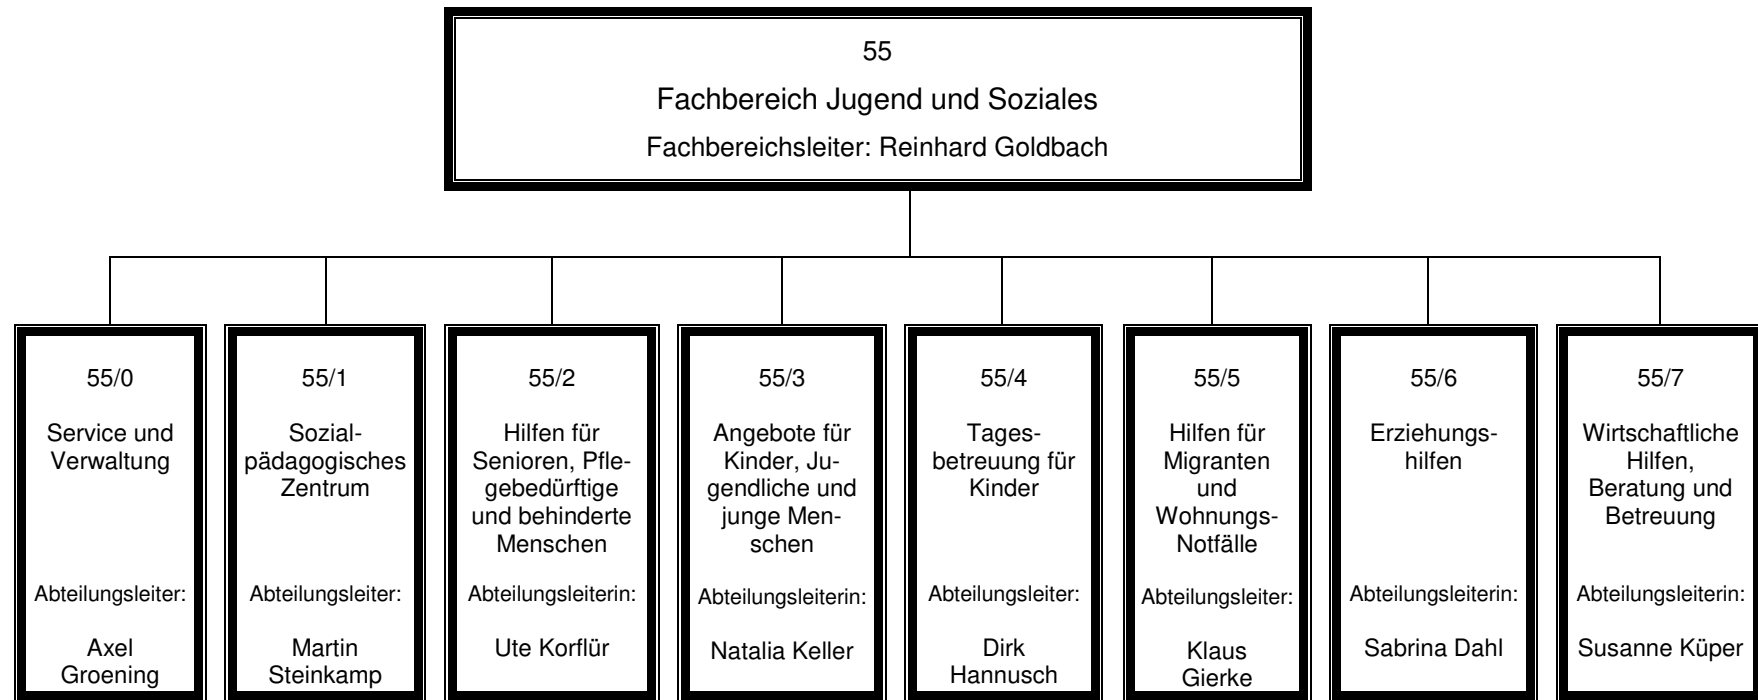 55
Fachbereich Jugend und Soziales
Fachbereichsleiter: Reinhard Goldbach
55/0
Service und
Verwaltung
Abteilungsleiter:
Axel
Groening
55/1
Sozial-
pädagogisches
Zentrum
Abteilungsleiter:
Martin
Steinkamp
55/2
Hilfen für
Senioren, Pfle-
gebedürftige
und behinderte
Menschen
Abteilungsleiterin:
Ute Korflür
55/3
Angebote für
Kinder, Ju-
gendliche und
junge Men-
schen
Abteilungsleiterin:
Natalia Keller
55/4
Tages-
betreuung für
Kinder
Abteilungsleiter:
Dirk
Hannusch
55/5
Hilfen für
Migranten
und
Wohnungs-
Notfälle
Abteilungsleiter:
Klaus
Gierke
55/6
Erziehungs-
hilfen
Abteilungsleiterin:
Sabrina Dahl
55/7
Wirtschaftliche
Hilfen,
Beratung und
Betreuung
Abteilungsleiterin:
Susanne Küper